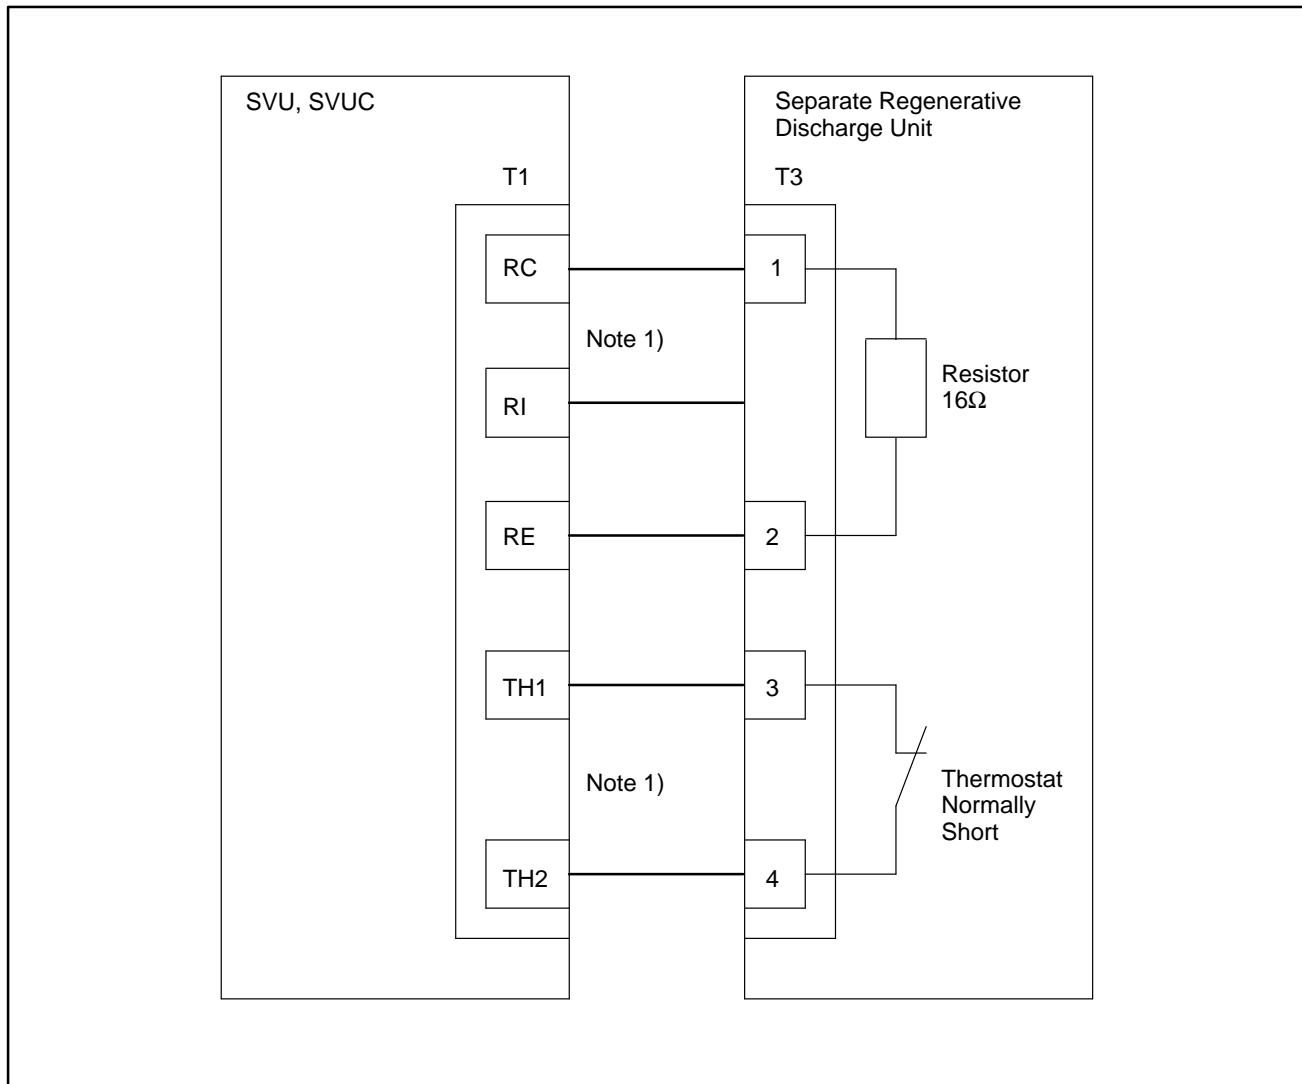 SVU, SVUC
Separate Regenerative
Discharge Unit
T1
T3
RC
1
Note 1)
RI
Resistor
16Ω
RE
2
TH1
3
Note 1)
Thermostat
Normally
Short
TH2
4